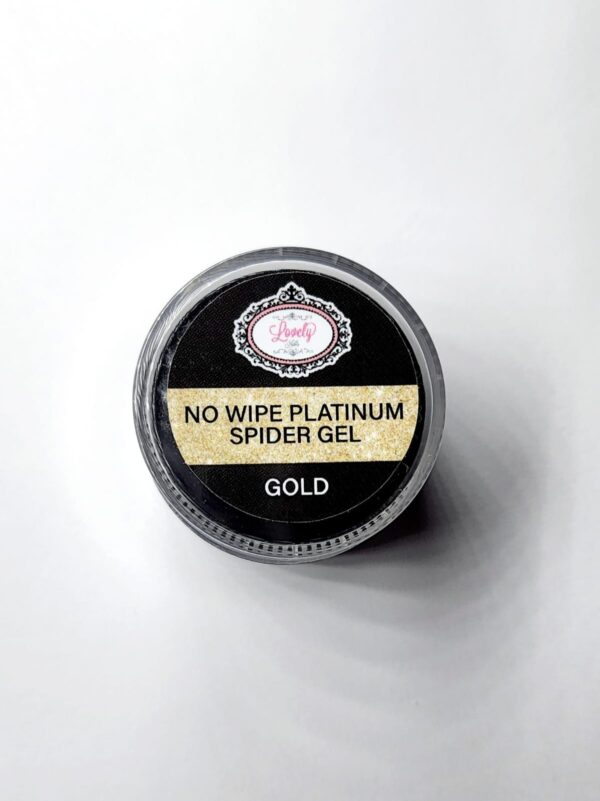 Lovely
NO WIPE PLATINUM
SPIDER GEL
GOLD